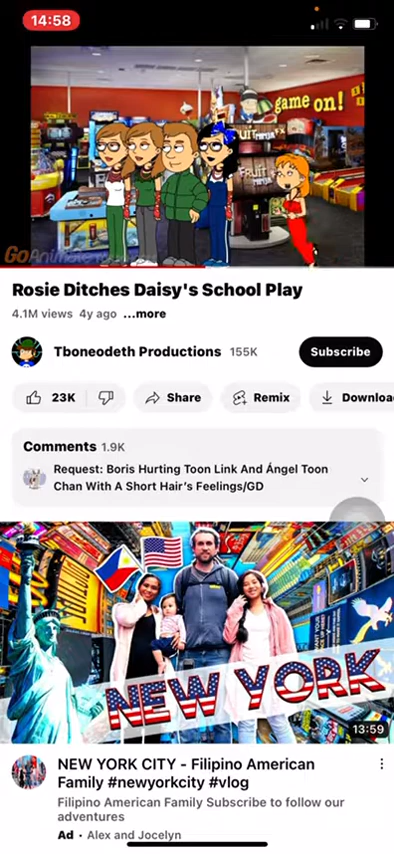 14:58
game on!
FRUIT
NINJA
GoAnimate
Rosie Ditches Daisy's School Play
4.1M views 4y ago ...more
Tboneodeth Productions 155K
Subscribe
23K
Share
Remix
Downloa
Comments 1.9K
Request: Boris Hurting Toon Link And Ángel Toon
Chan With A Short Hair's Feelings/GD
NEW YORK
13:59
NEW YORK CITY - Filipino American
Family #newyorkcity #vlog
Filipino American Family Subscribe to follow our
adventures
Ad · Alex and Jocelyn